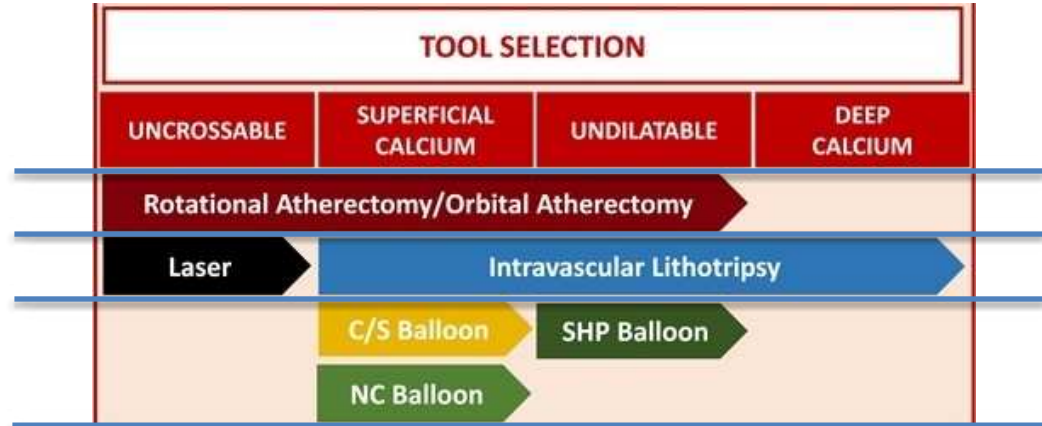 TOOL SELECTION
UNCROSSABLE
SUPERFICIAL
CALCIUM
UNDILATABLE
DEEP
CALCIUM
Rotational Atherectomy/Orbital Atherectomy
Laser
Intravascular Lithotripsy
C/S Balloon
SHP Balloon
NC Balloon